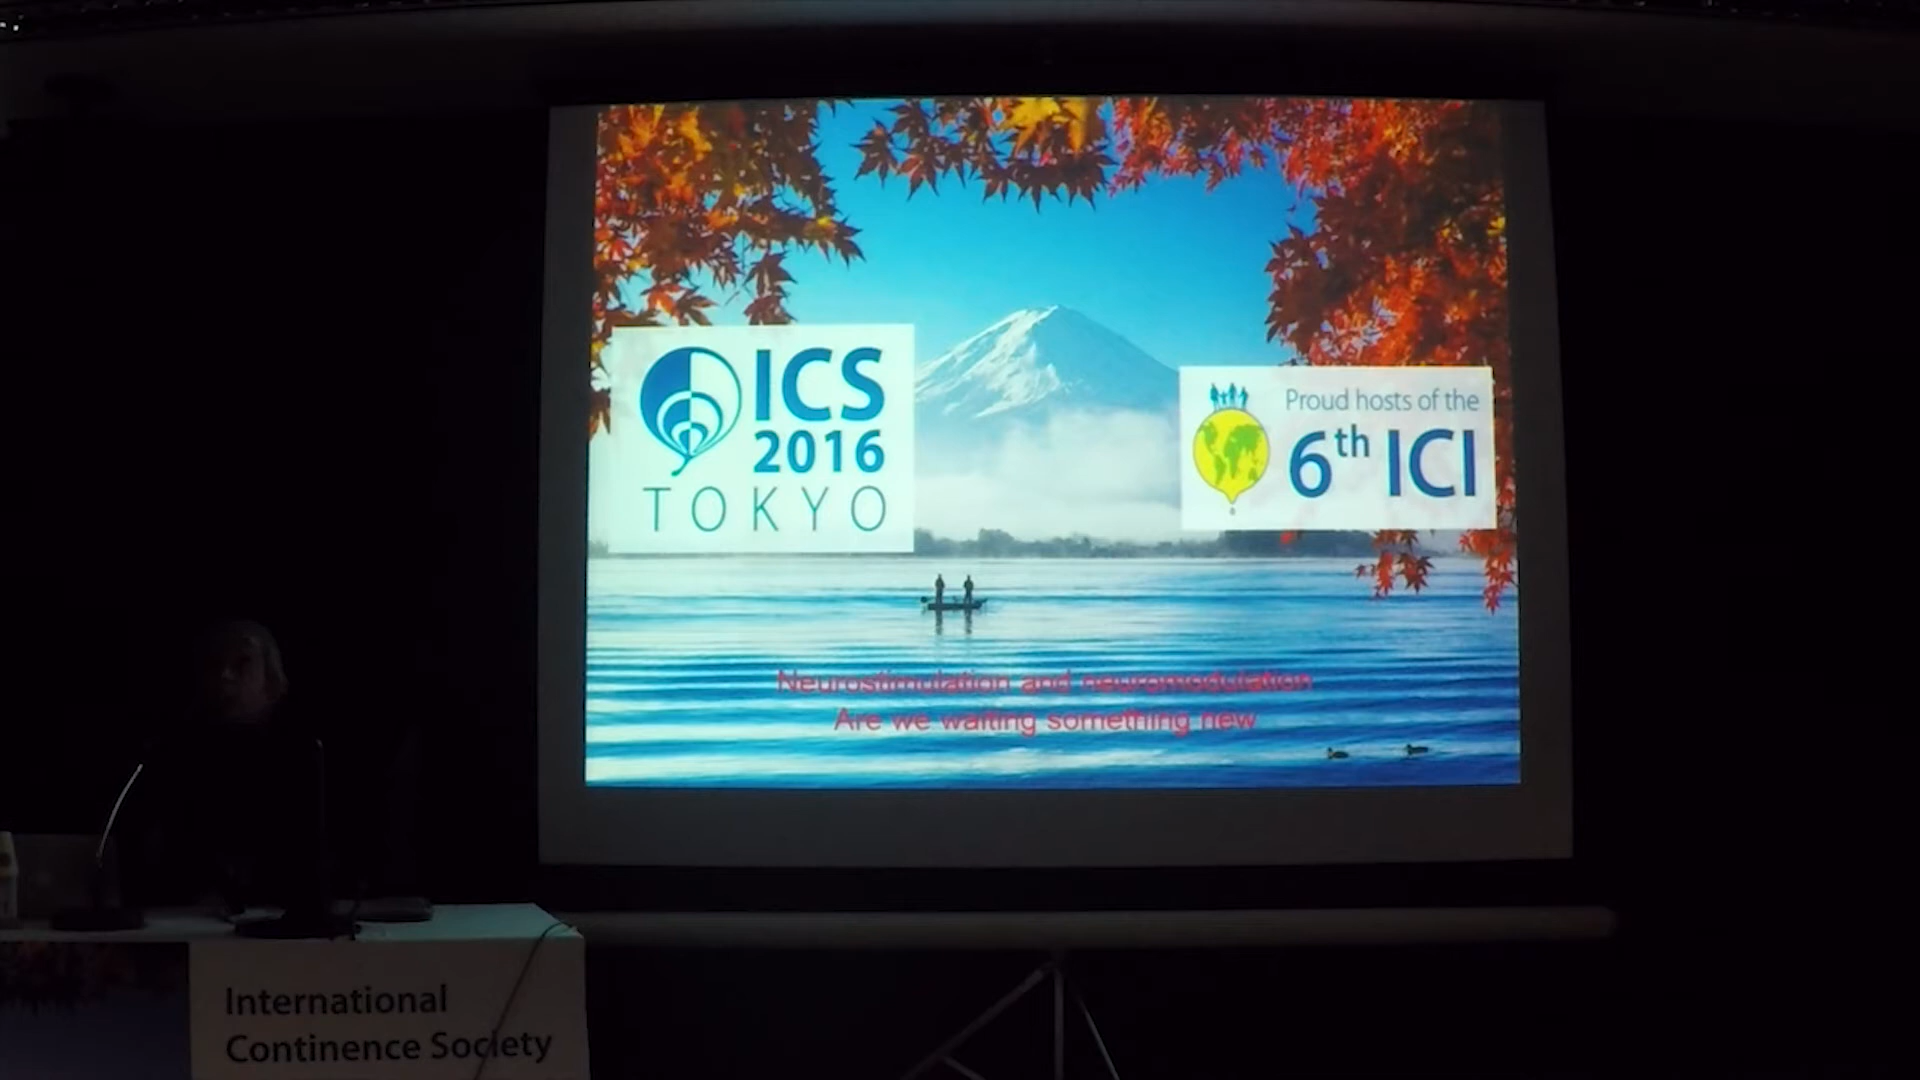 ICS
2016
TOKYO
Proud hosts of the
6th ICI
Neurostimulation and neuromodulation
Are we waiting something new
International
Continence Society